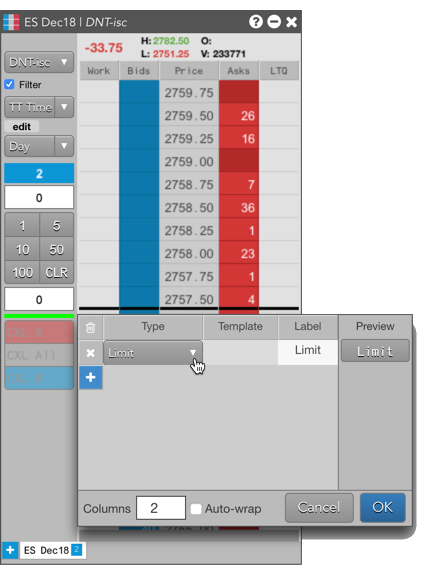 ES Dec18 | DNT-isc
DNT-isc
Filter
TT Time
edit
Day
2
0
1 5
10 50
100 CLR
0
CXL B
CXL All
-33.75 H: 2782.50 O:
L: 2751.25 V: 233771
Work Bids Price Asks LTQ
2759.75
2759.50 26
2759.25 16
2759.00
2758.75 7
2758.50 36
2758.25 1
2758.00 23
2757.75 1
2757.50 4
Type Template Label Preview
Limit Limit Limit
Columns 2 Auto-wrap Cancel OK
ES Dec18 2